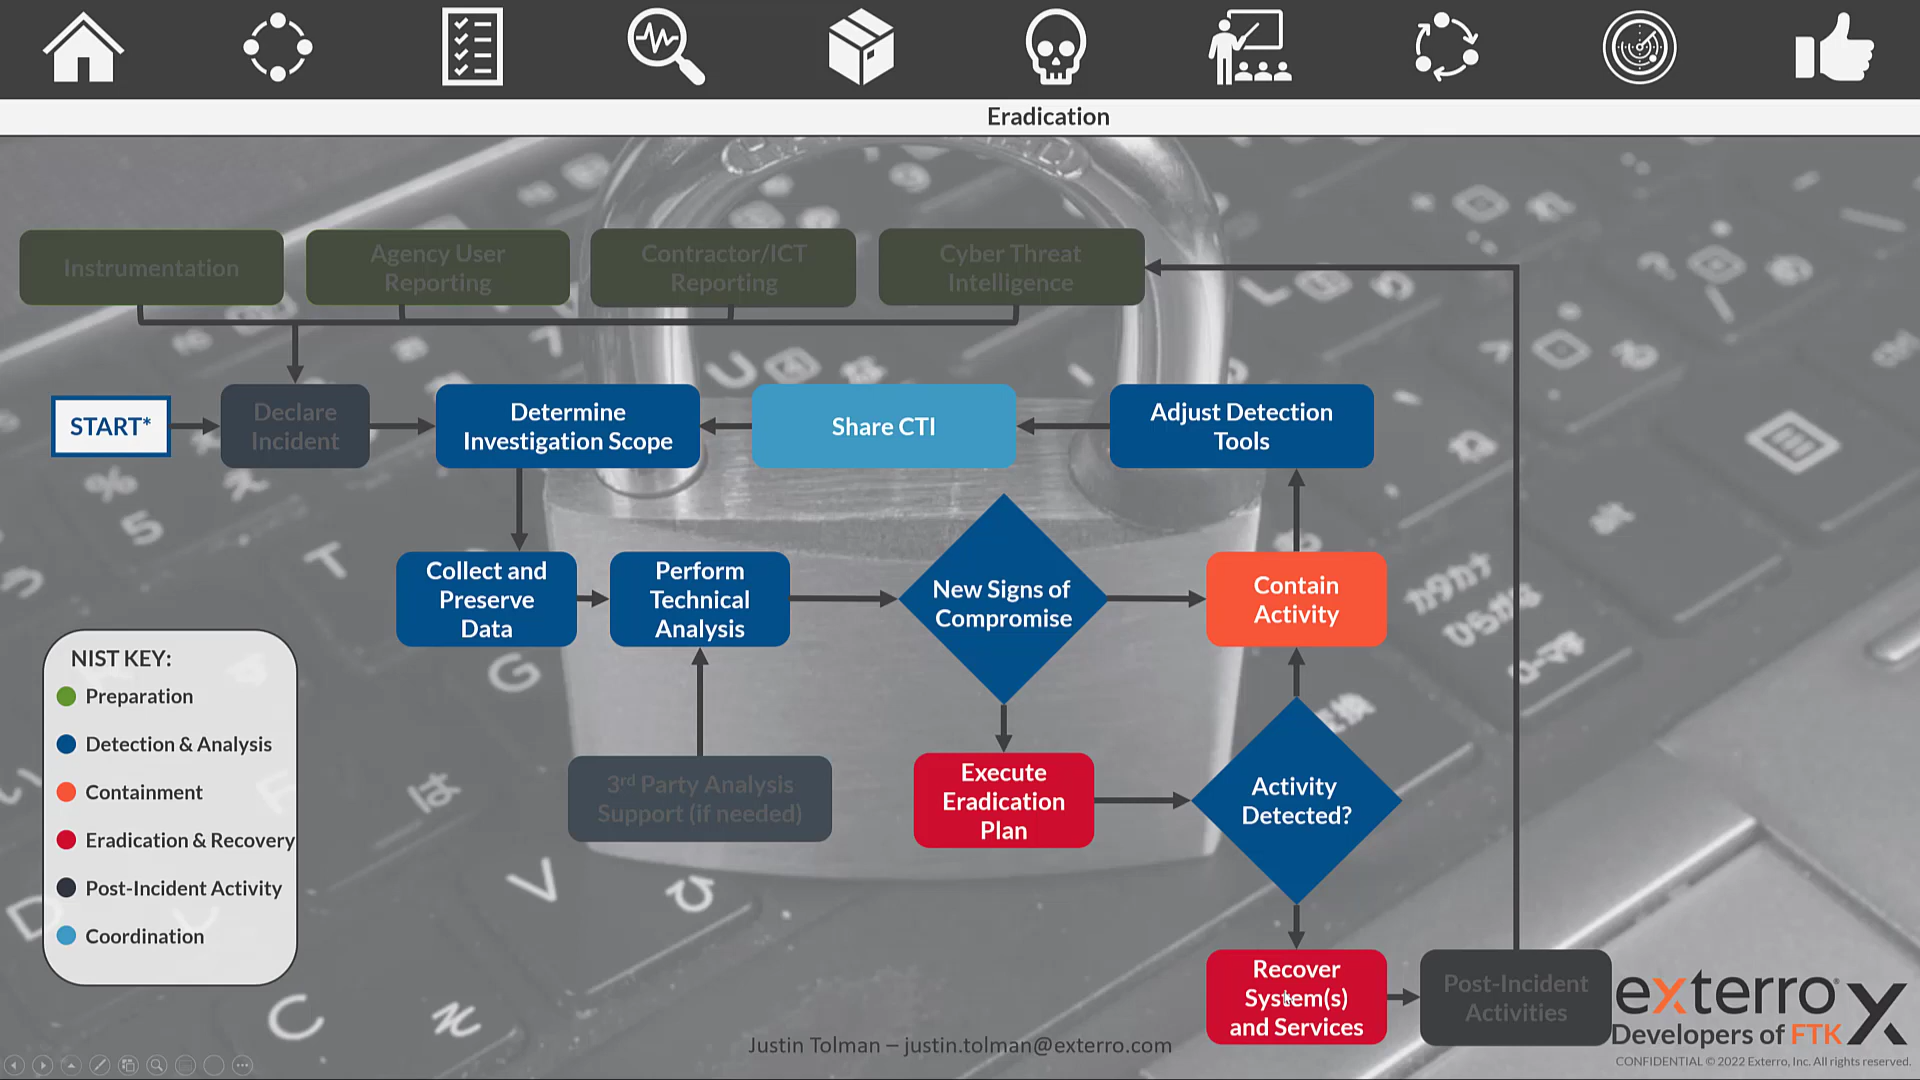 Eradication
Instrumentation
Agency User
Reporting
Contractor/ICT
Reporting
Cyber Threat
Intelligence
START*
Declare
Incident
Determine
Investigation Scope
Share CTI
Adjust Detection
Tools
Collect and
Preserve
Data
Perform
Technical
Analysis
New Signs of
Compromise
Contain
Activity
NIST KEY:
Preparation
Detection & Analysis
Containment
Eradication & Recovery
Post-Incident Activity
Coordination
3rd Party Analysis
Support (if needed)
Execute
Eradication
Plan
Activity
Detected?
Recover
System(s)
and Services
Post-Incident
Activities
exterro®
Developers of FTK
Justin Tolman – justin.tolman@exterro.com
CONFIDENTIAL © 2022 Exterro, Inc. All rights reserved.